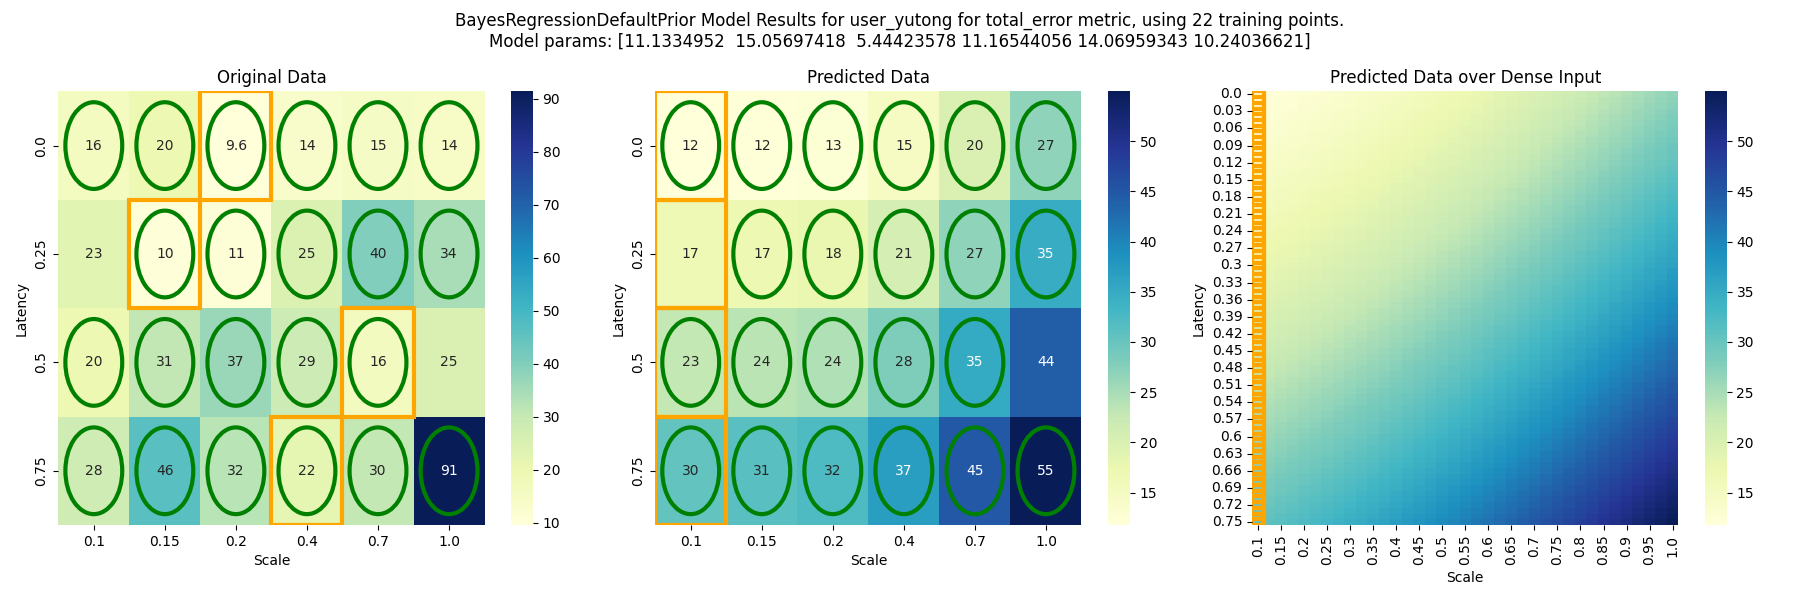 BayesRegressionDefaultPrior Model Results for user_yutong for total_error metric, using 22 training points.
Model params: [11.1334952  15.05697418  5.44423578 11.16544056 14.06959343 10.24036621]
Original Data
Latency
0.0
16 20 9.6 14 15 14
0.25
23 10 11 25 40 34
0.5
20 31 37 29 16 25
0.75
28 46 32 22 30 91
0.1 0.15 0.2 0.4 0.7 1.0
Scale
90
80
70
60
50
40
30
20
10
Predicted Data
Latency
0.0
12 12 13 15 20 27
0.25
17 17 18 21 27 35
0.5
23 24 24 28 35 44
0.75
30 31 32 37 45 55
0.1 0.15 0.2 0.4 0.7 1.0
Scale
50
45
40
35
30
25
20
15
Predicted Data over Dense Input
Latency
0.0
0.03
0.06
0.09
0.12
0.15
0.18
0.21
0.24
0.27
0.3
0.33
0.36
0.39
0.42
0.45
0.48
0.51
0.54
0.57
0.6
0.63
0.66
0.69
0.72
0.75
0.1 0.15 0.2 0.25 0.3 0.35 0.4 0.45 0.5 0.55 0.6 0.65 0.7 0.75 0.8 0.85 0.9 0.95 1.0
Scale
50
45
40
35
30
25
20
15